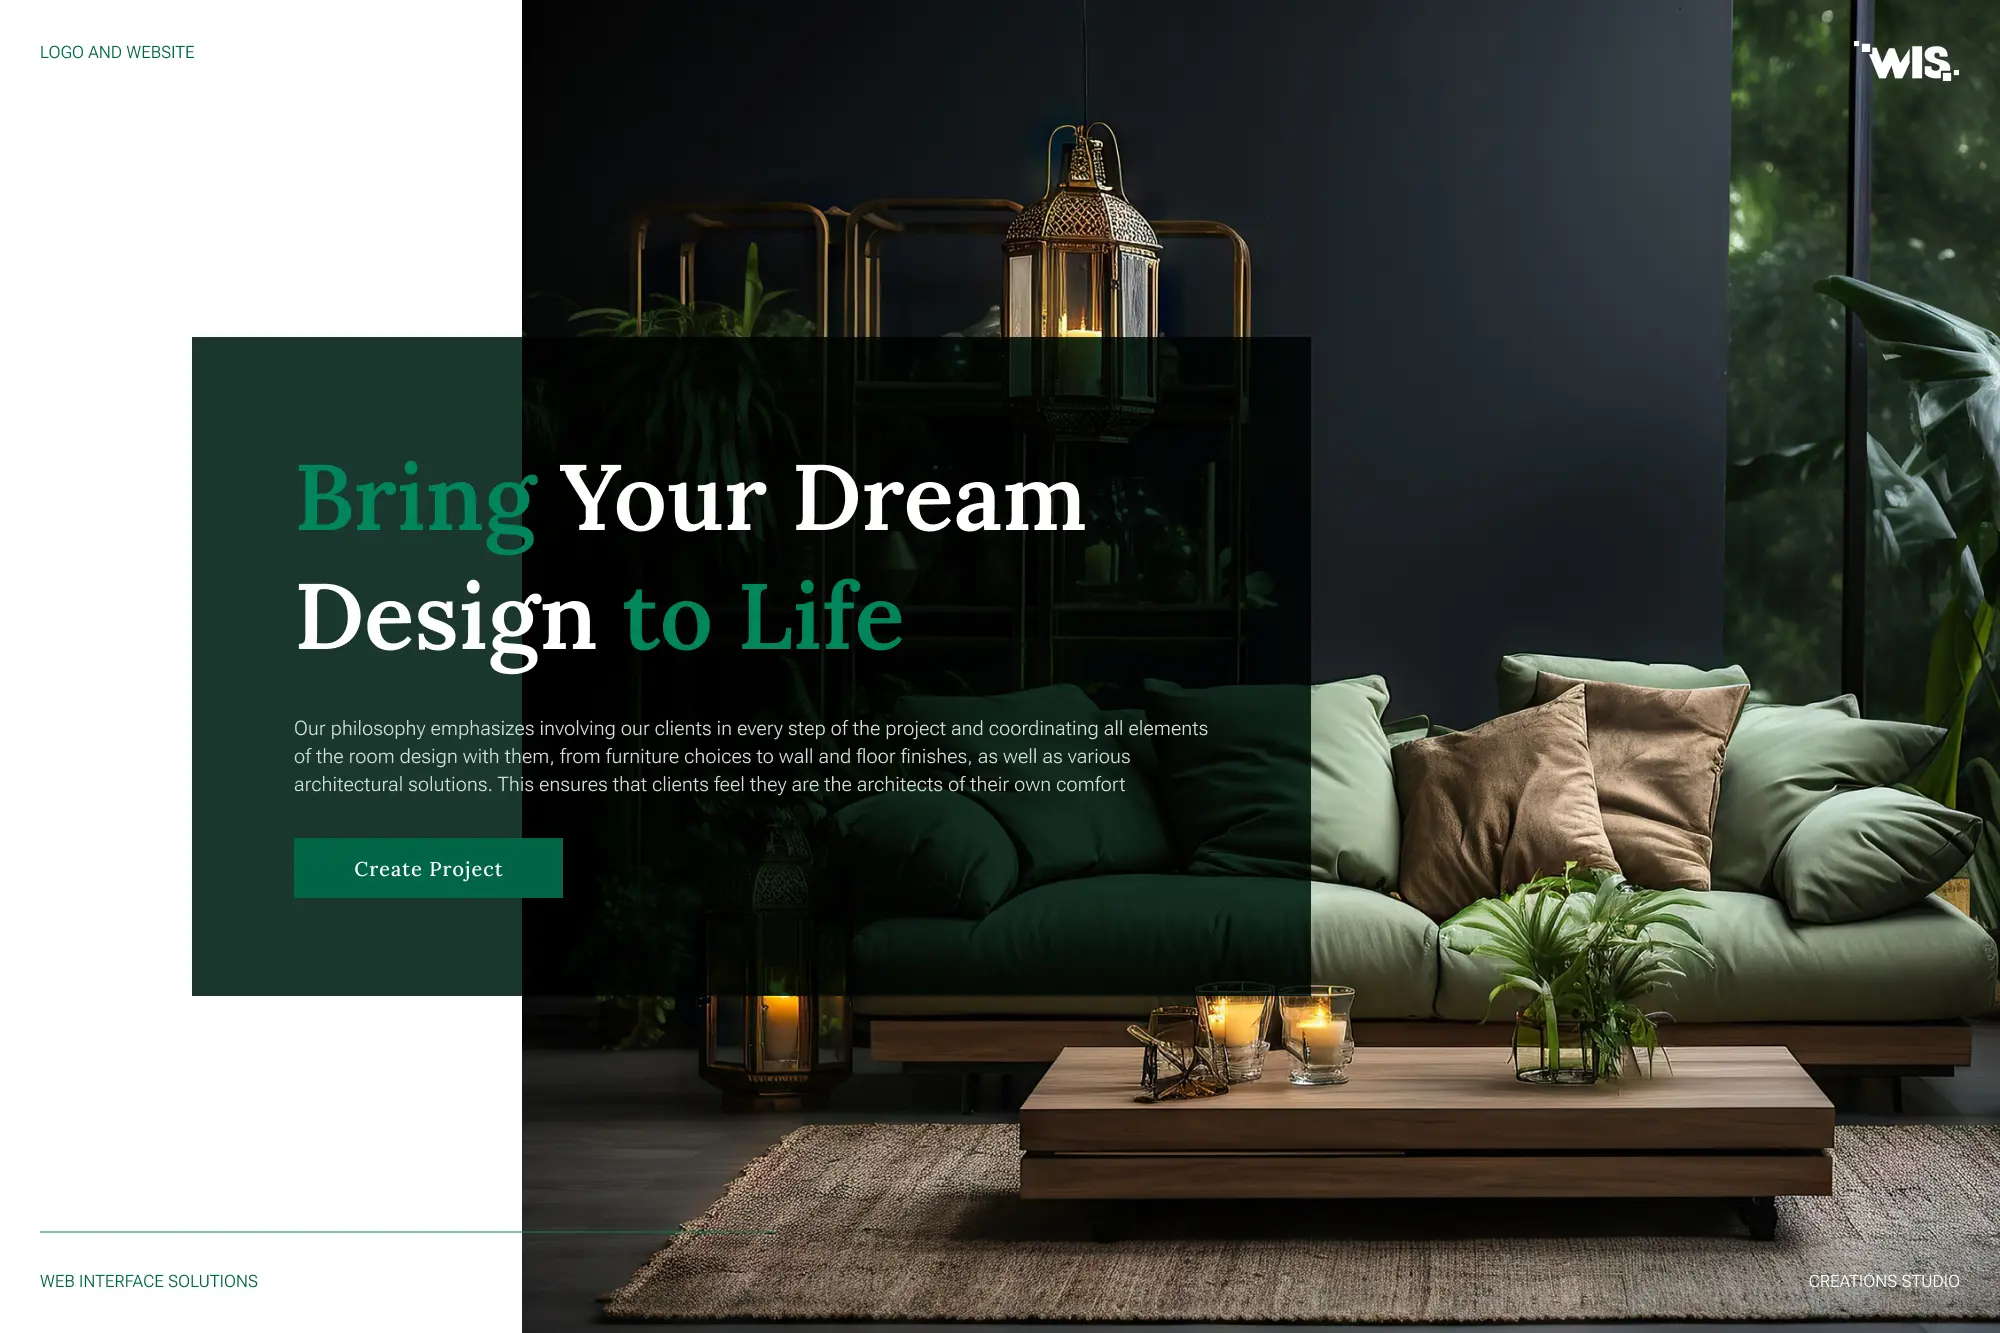 LOGO AND WEBSITE
WIS.
Bring Your Dream
Design to Life
Our philosophy emphasizes involving our clients in every step of the project and coordinating all elements
of the room design with them, from furniture choices to wall and floor finishes, as well as various
architectural solutions. This ensures that clients feel they are the architects of their own comfort
Create Project
WEB INTERFACE SOLUTIONS
CREATIONS STUDIO